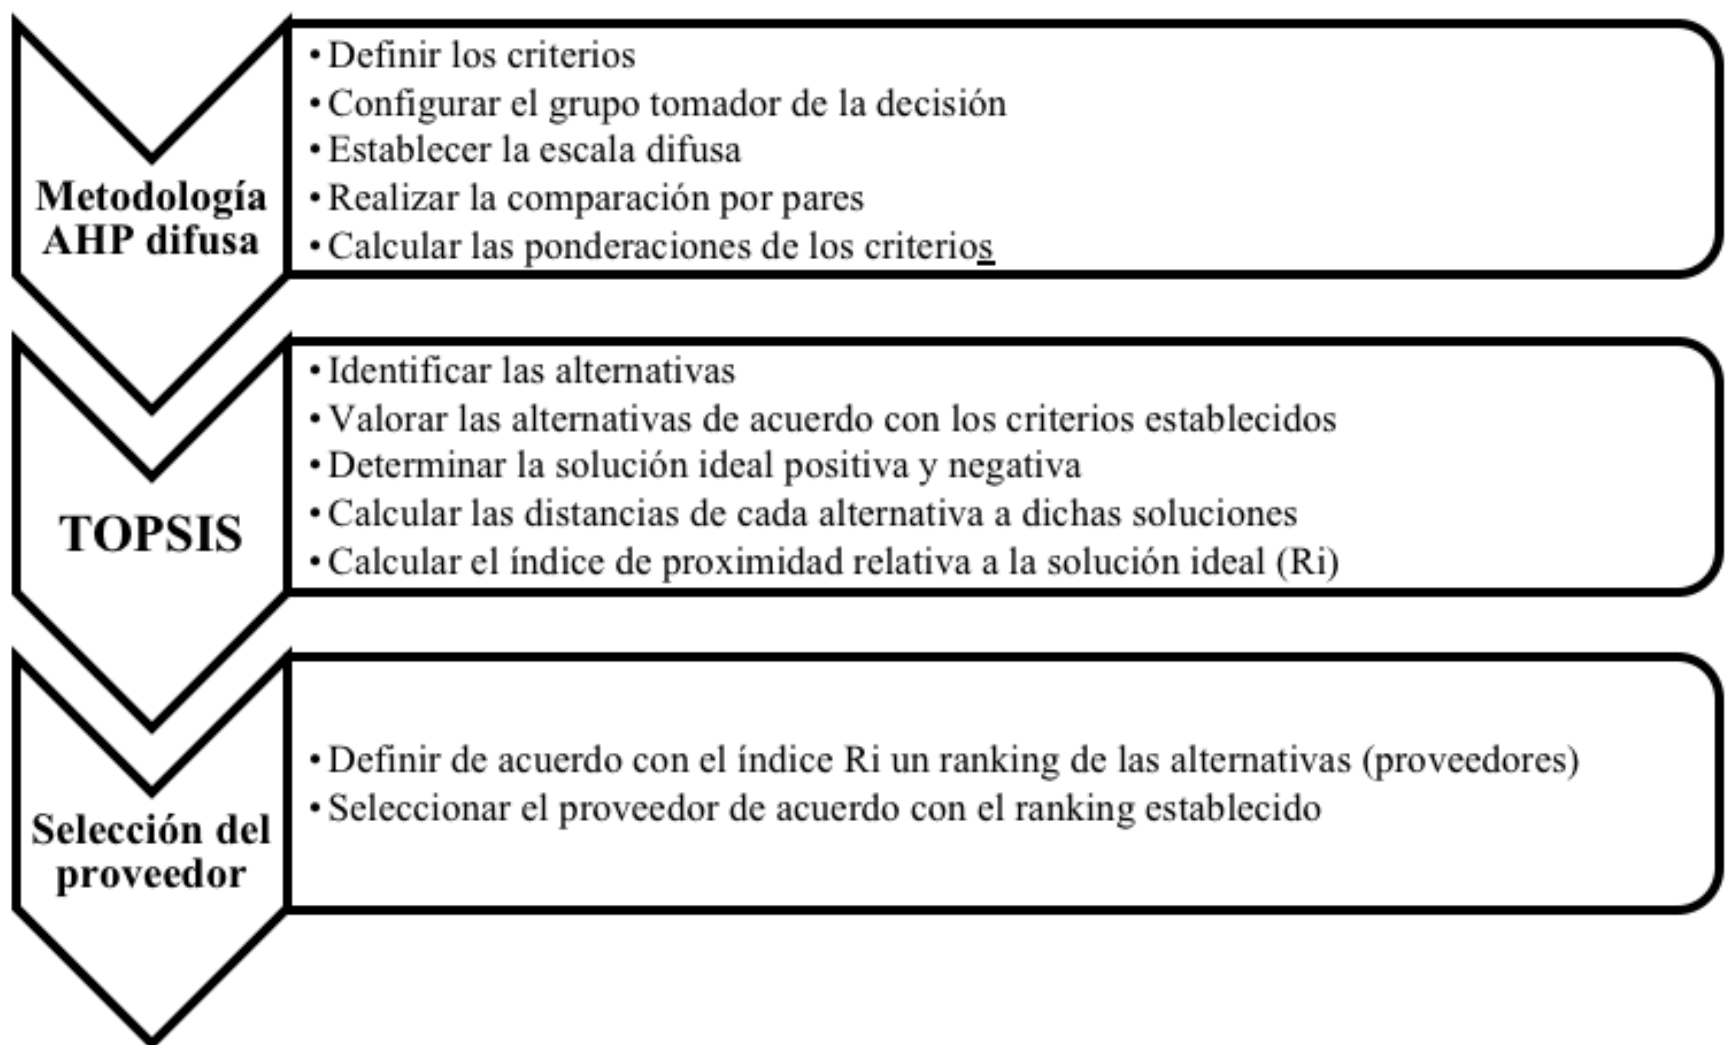 Metodología
AHP difusa
• Definir los criterios
• Configurar el grupo tomador de la decisión
• Establecer la escala difusa
• Realizar la comparación por pares
• Calcular las ponderaciones de los criterios
TOPSIS
• Identificar las alternativas
• Valorar las alternativas de acuerdo con los criterios establecidos
• Determinar la solución ideal positiva y negativa
• Calcular las distancias de cada alternativa a dichas soluciones
• Calcular el índice de proximidad relativa a la solución ideal (Ri)
Selección del
proveedor
• Definir de acuerdo con el índice Ri un ranking de las alternativas (proveedores)
• Seleccionar el proveedor de acuerdo con el ranking establecido